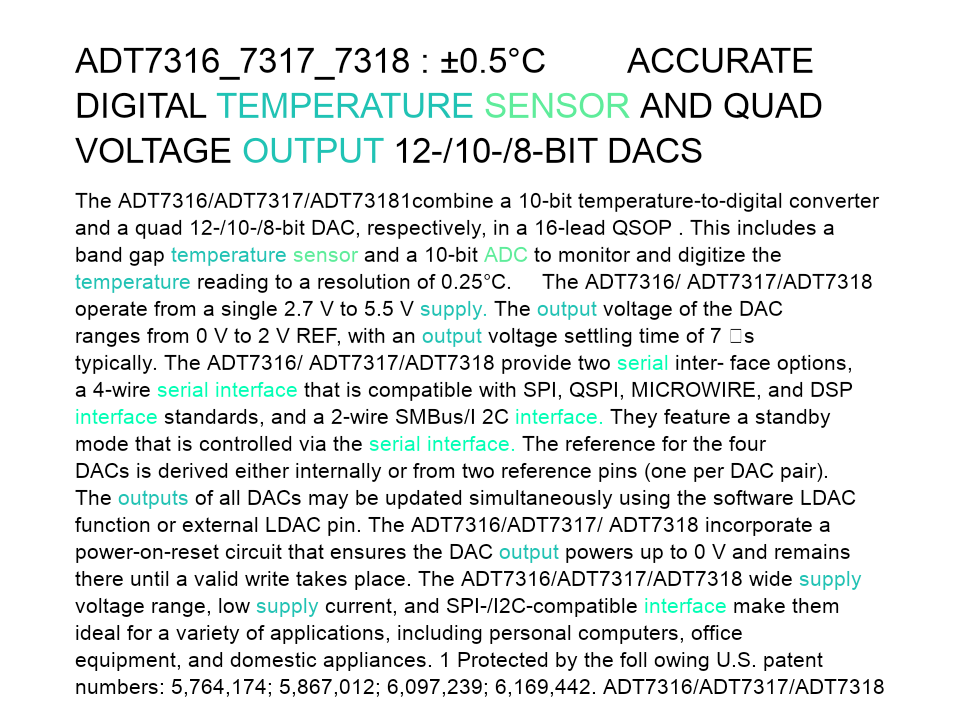 ADT7316_7317_7318 : ±0.5°C ACCURATE
DIGITAL TEMPERATURE SENSOR AND QUAD
VOLTAGE OUTPUT 12-/10-/8-BIT DACS
The ADT7316/ADT7317/ADT73181combine a 10-bit temperature-to-digital converter
and a quad 12-/10-/8-bit DAC, respectively, in a 16-lead QSOP . This includes a
band gap temperature sensor and a 10-bit ADC to monitor and digitize the
temperature reading to a resolution of 0.25°C. The ADT7316/ ADT7317/ADT7318
operate from a single 2.7 V to 5.5 V supply. The output voltage of the DAC
ranges from 0 V to 2 V REF, with an output voltage settling time of 7 □s
typically. The ADT7316/ ADT7317/ADT7318 provide two serial inter- face options,
a 4-wire serial interface that is compatible with SPI, QSPI, MICROWIRE, and DSP
interface standards, and a 2-wire SMBus/I 2C interface. They feature a standby
mode that is controlled via the serial interface. The reference for the four
DACs is derived either internally or from two reference pins (one per DAC pair).
The outputs of all DACs may be updated simultaneously using the software LDAC
function or external LDAC pin. The ADT7316/ADT7317/ ADT7318 incorporate a
power-on-reset circuit that ensures the DAC output powers up to 0 V and remains
there until a valid write takes place. The ADT7316/ADT7317/ADT7318 wide supply
voltage range, low supply current, and SPI-/I2C-compatible interface make them
ideal for a variety of applications, including personal computers, office
equipment, and domestic appliances. 1 Protected by the foll owing U.S. patent
numbers: 5,764,174; 5,867,012; 6,097,239; 6,169,442. ADT7316/ADT7317/ADT7318